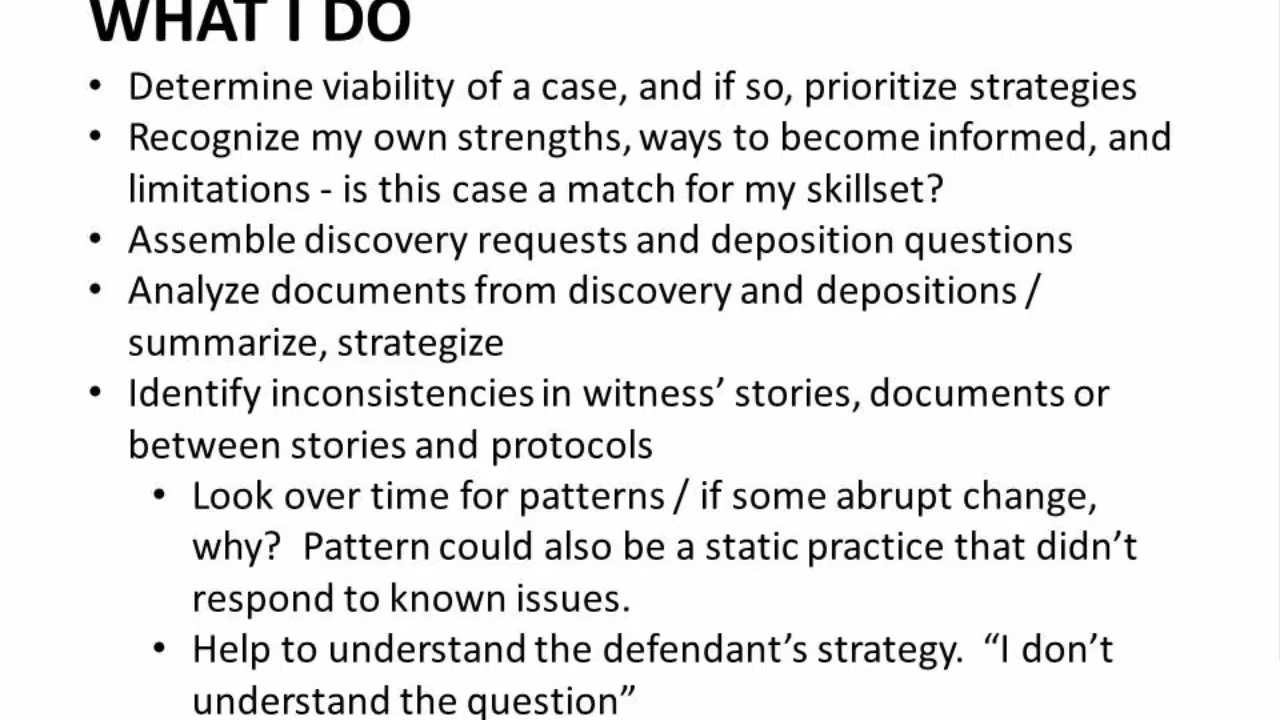 WHAT I DO
• Determine viability of a case, and if so, prioritize strategies
• Recognize my own strengths, ways to become informed, and
limitations - is this case a match for my skillset?
• Assemble discovery requests and deposition questions
• Analyze documents from discovery and depositions /
summarize, strategize
• Identify inconsistencies in witness’ stories, documents or
between stories and protocols
• Look over time for patterns / if some abrupt change,
why?  Pattern could also be a static practice that didn’t
respond to known issues.
• Help to understand the defendant’s strategy.  “I don’t
understand the question”